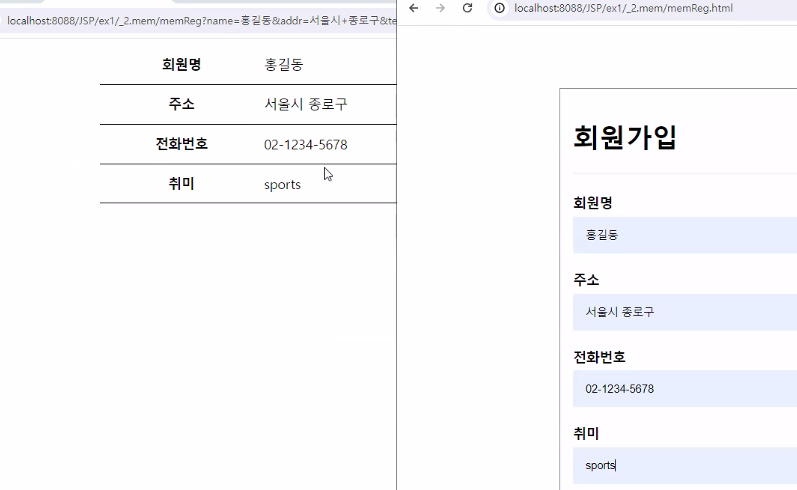 localhost:8088/JSP/ex1/_2.mem/memReg?name=홍길동&addr=서울시+종로구&te
회원명 홍길동
주소 서울시 종로구
전화번호 02-1234-5678
취미 sports
localhost:8088/JSP/ex1/_2.mem/memReg.html
회원가입
회원명
홍길동
주소
서울시 종로구
전화번호
02-1234-5678
취미
sports